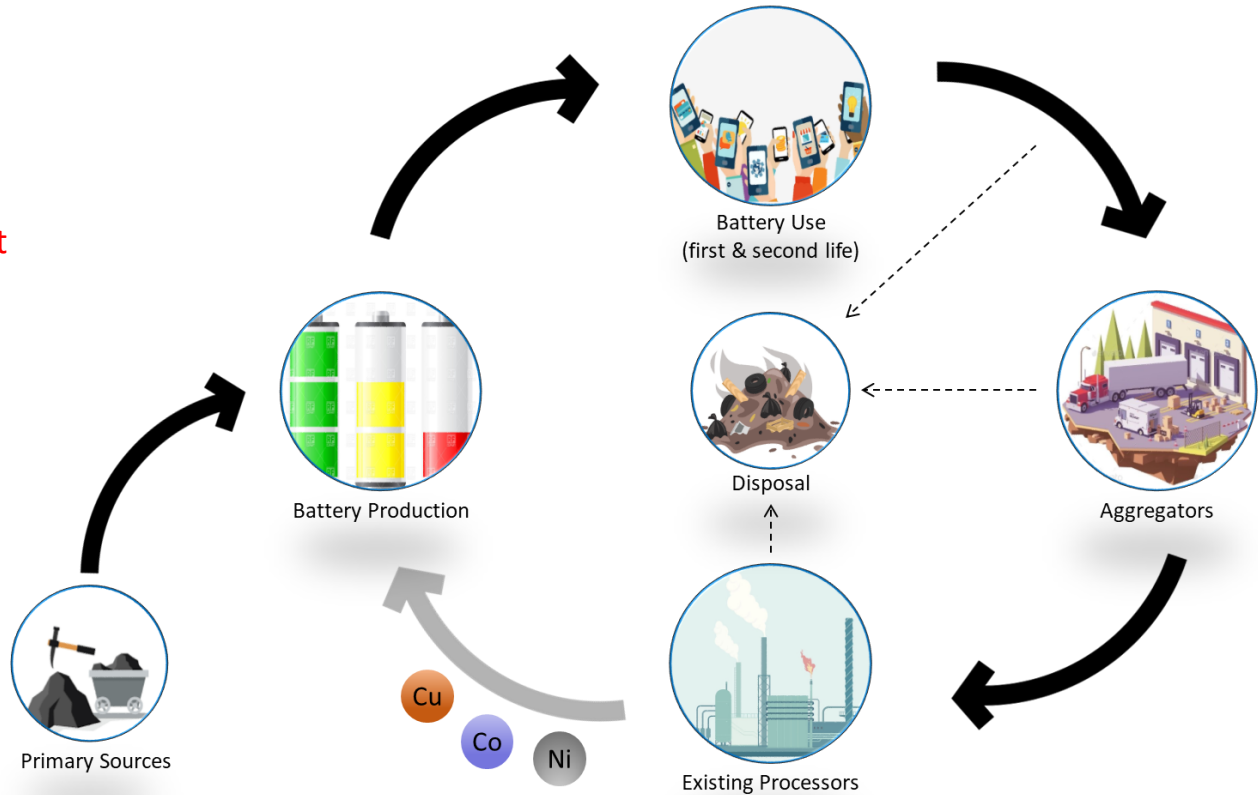 Battery Use
(first & second life)
Battery Production
Disposal
Aggregators
Cu
Co
Ni
Primary Sources
Existing Processors